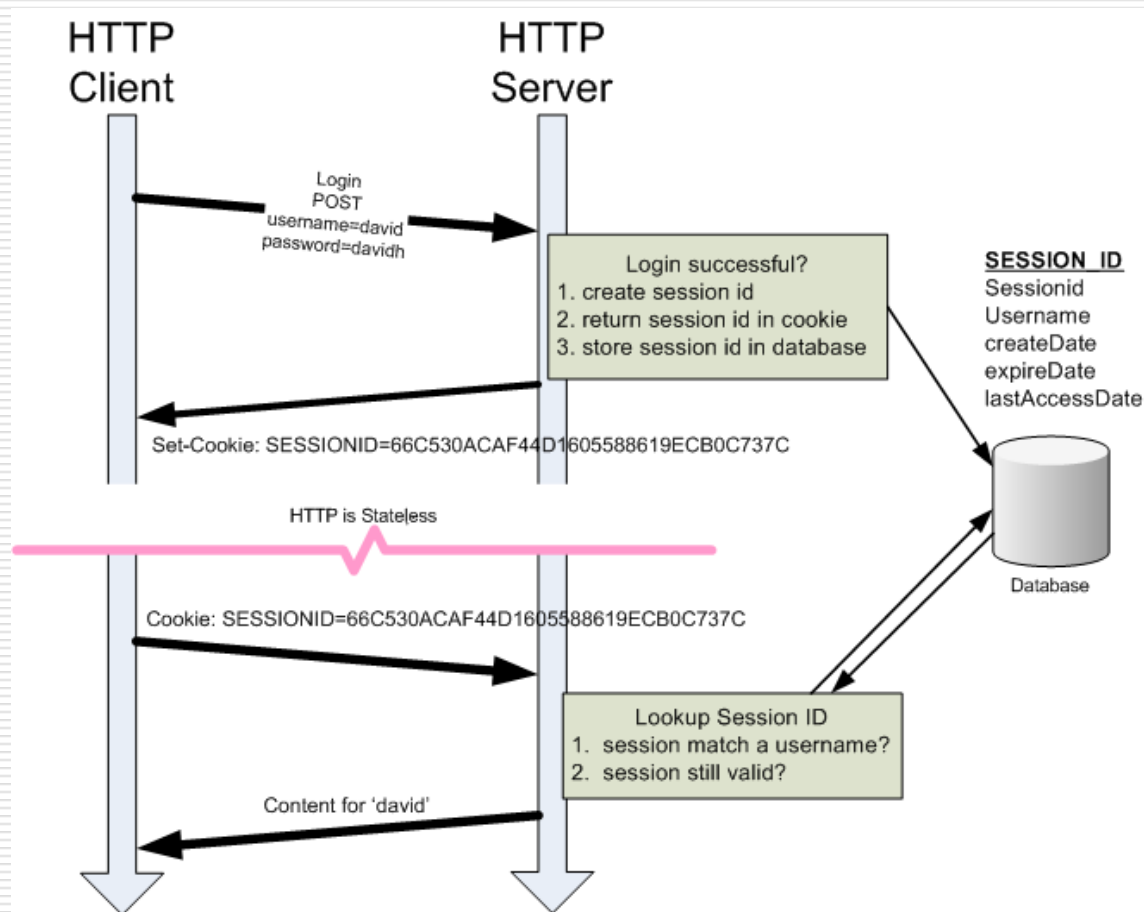 HTTP
Client
HTTP
Server
Login
POST
username=david
password=davidh
Login successful?
1. create session id
2. return session id in cookie
3. store session id in database
SESSION_ID
Sessionid
Username
createDate
expireDate
lastAccessDate
Set-Cookie: SESSIONID=66C530ACAF44D1605588619ECB0C737C
HTTP is Stateless
Database
Cookie: SESSIONID=66C530ACAF44D1605588619ECB0C737C
Lookup Session ID
1. session match a username?
2. session still valid?
Content for ‘david’